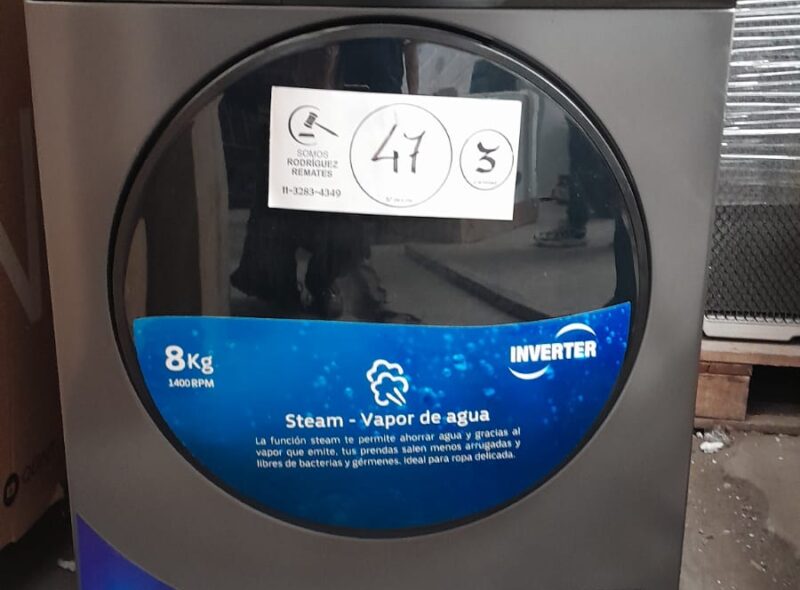 SOMOS
RODRÍGUEZ
REMATES
11-3283-4349
47
3
8Kg
1400 RPM
INVERTER
Steam - Vapor de agua
La función steam te permite ahorrar agua y gracias al
vapor que emite, tus prendas salen menos arrugadas y
libres de bacterias y gérmenes. Ideal para ropa delicada.